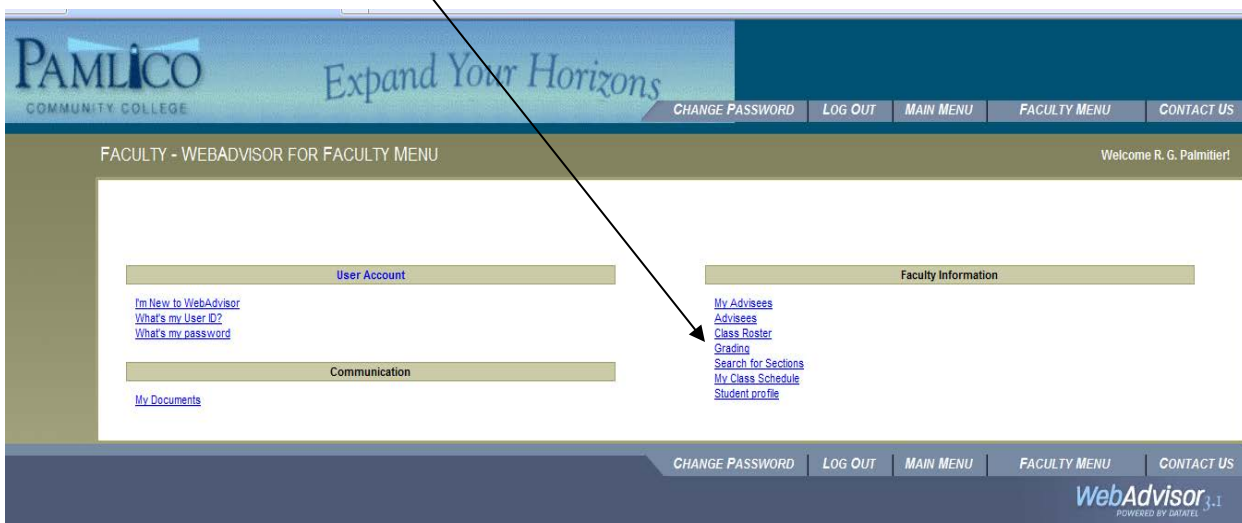 PAMLICO
COMMUNITY COLLEGE
Expand Your Horizons
CHANGE PASSWORD LOG OUT MAIN MENU FACULTY MENU CONTACT US
FACULTY - WEBADVISOR FOR FACULTY MENU
Welcome R. G. Palmitier!
User Account
I'm New to WebAdvisor
What's my User ID?
What's my password
Communication
My Documents
Faculty Information
My Advisees
Advisees
Class Roster
Grading
Search for Sections
My Class Schedule
Student profile
CHANGE PASSWORD LOG OUT MAIN MENU FACULTY MENU CONTACT US
WebAdvisor 3.1
POWERED BY DATATEL